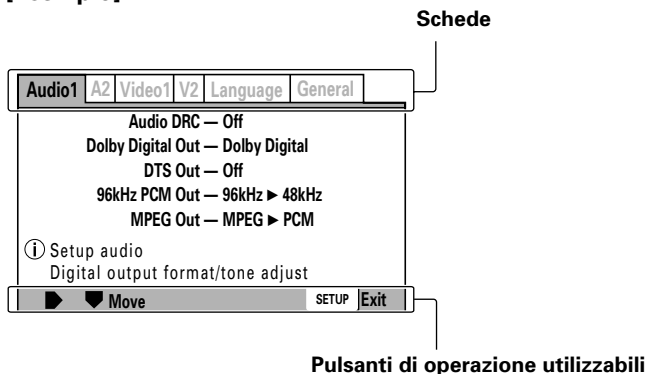 Schede
Audio1 A2 Video1 V2 Language General
Audio DRC — Off
Dolby Digital Out — Dolby Digital
DTS Out — Off
96kHz PCM Out — 96kHz ► 48kHz
MPEG Out — MPEG ► PCM
i Setup audio
Digital output format/tone adjust
Move SETUP Exit
Pulsanti di operazione utilizzabili